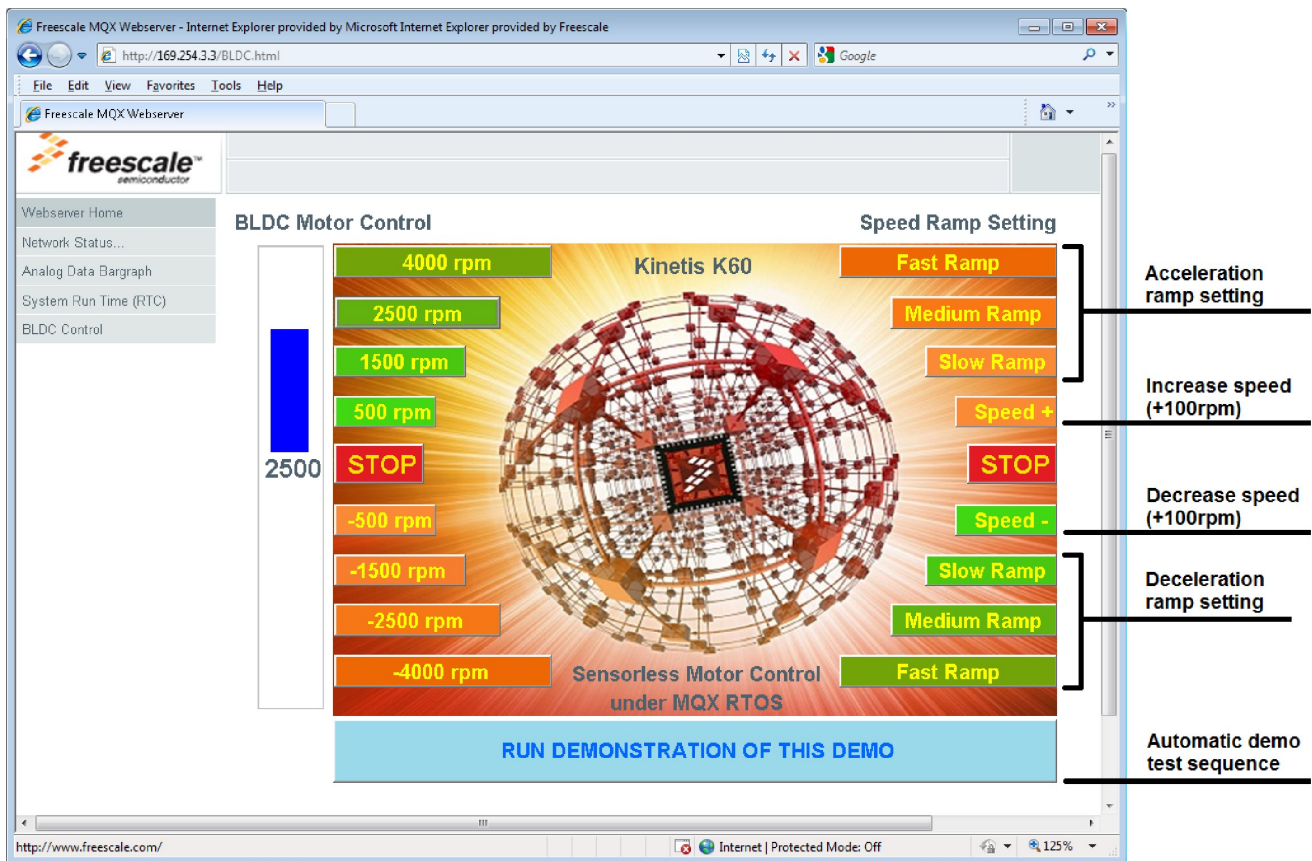 Freescale MQX Webserver - Internet Explorer provided by Microsoft Internet Explorer provided by Freescale
http://169.254.3.3/BLDC.html
Google
File Edit View Favorites Tools Help
Freescale MQX Webserver
freescale™
semiconductor
Webserver Home
Network Status...
Analog Data Bargraph
System Run Time (RTC)
BLDC Control
BLDC Motor Control
Speed Ramp Setting
4000 rpm
Kinetis K60
Fast Ramp
2500 rpm
Medium Ramp
1500 rpm
Slow Ramp
500 rpm
Speed +
2500
STOP
STOP
-500 rpm
Speed -
-1500 rpm
Slow Ramp
-2500 rpm
Medium Ramp
-4000 rpm
Sensorless Motor Control
under MQX RTOS
Fast Ramp
RUN DEMONSTRATION OF THIS DEMO
Acceleration
ramp setting
Increase speed
(+100rpm)
Decrease speed
(+100rpm)
Deceleration
ramp setting
Automatic demo
test sequence
http://www.freescale.com/
Internet | Protected Mode: Off
125%